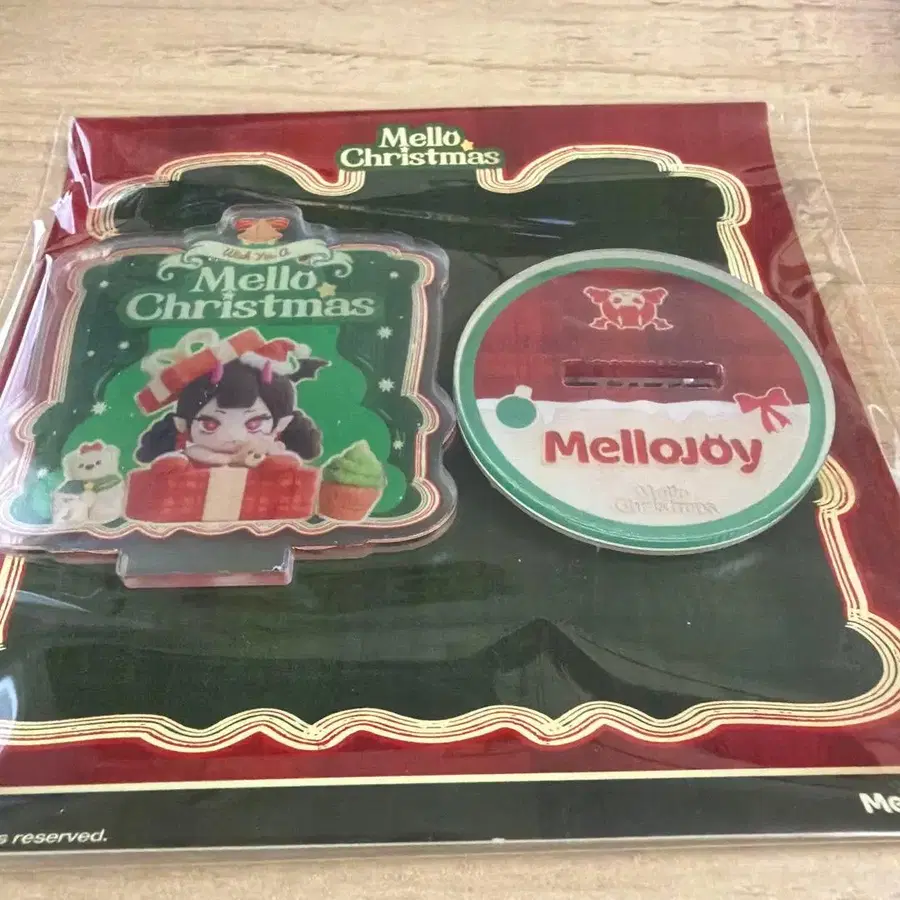 Mello
Christmas
Wish You A
Mello
Christmas
MelloJOy
Mello
Christmas
s reserved.
Me